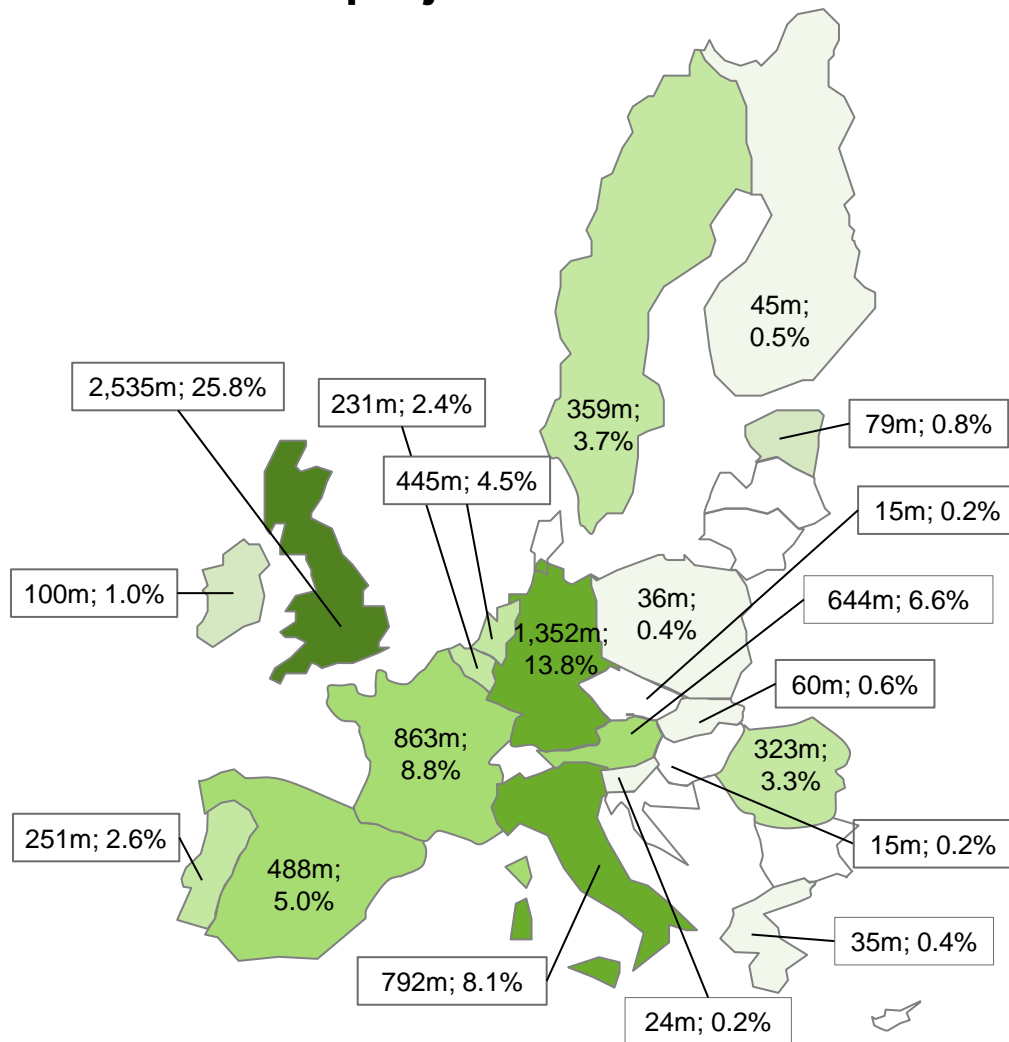 45m;
0.5%
2,535m; 25.8%
231m; 2.4%
359m;
3.7%
79m; 0.8%
445m; 4.5%
15m; 0.2%
100m; 1.0%
36m;
0.4%
644m; 6.6%
1,352m;
13.8%
60m; 0.6%
863m;
8.8%
323m;
3.3%
251m; 2.6%
15m; 0.2%
488m;
5.0%
35m; 0.4%
792m; 8.1%
24m; 0.2%